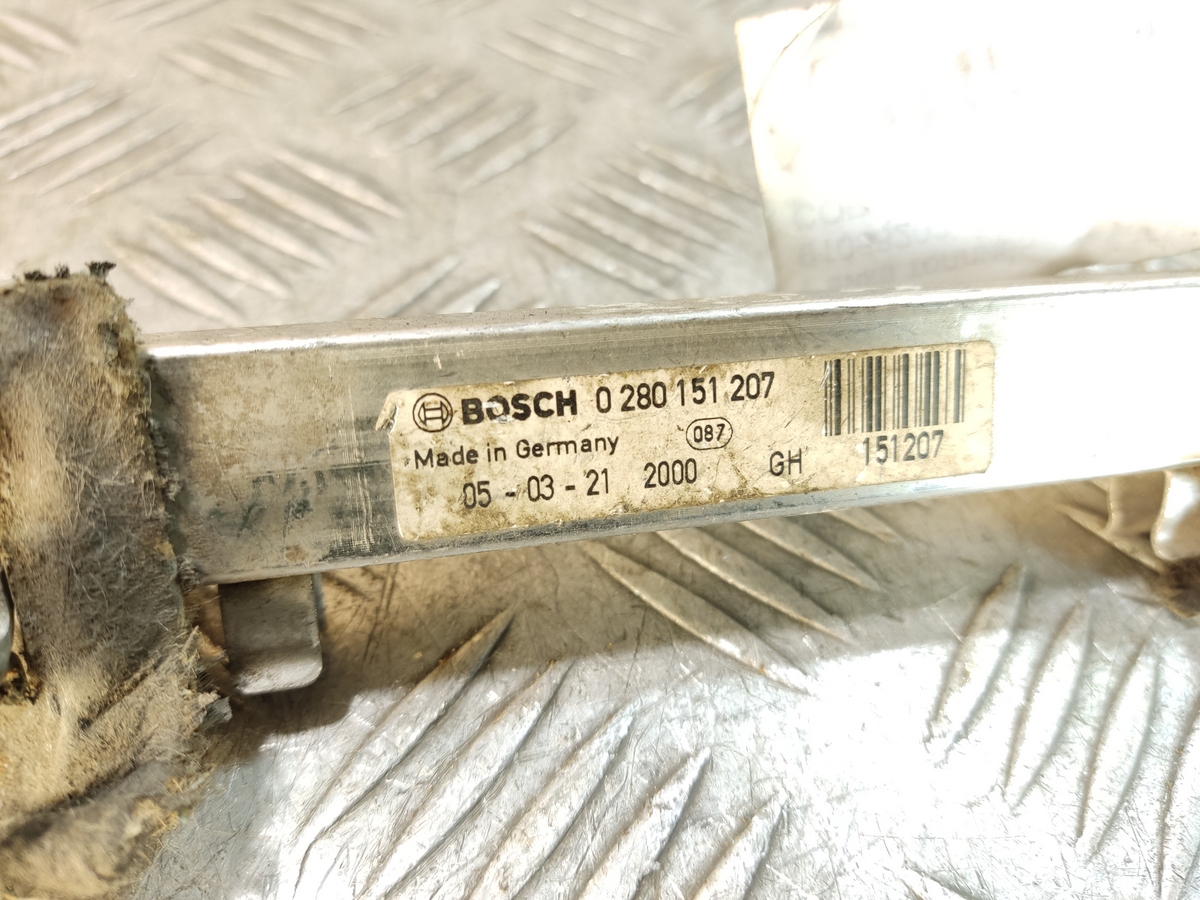 BOSCH 0 280 151 207
Made in Germany 087
05 - 03 - 21 2000 GH
151207